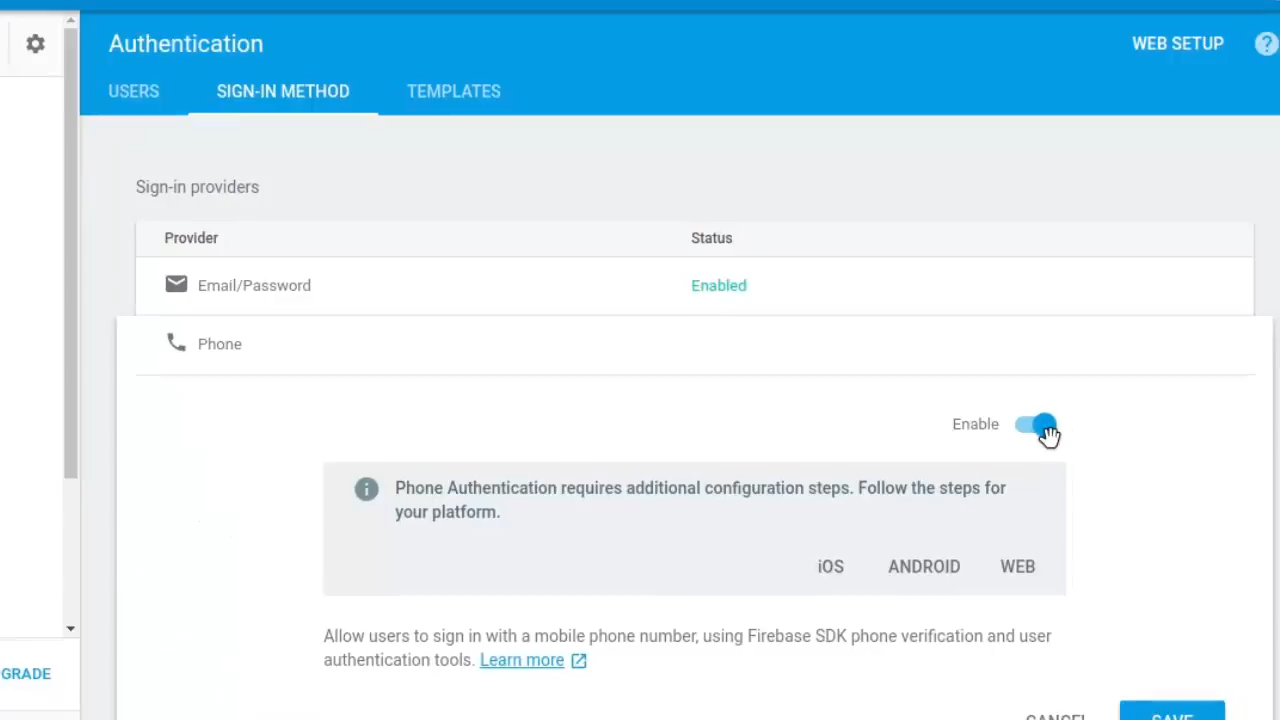 Authentication
WEB SETUP
?
USERS
SIGN-IN METHOD
TEMPLATES
Sign-in providers
Provider
Status
Email/Password
Enabled
Phone
Enable
Phone Authentication requires additional configuration steps. Follow the steps for
your platform.
iOS
ANDROID
WEB
Allow users to sign in with a mobile phone number, using Firebase SDK phone verification and user
authentication tools. Learn more
GRADE
CANCEL
SAVE